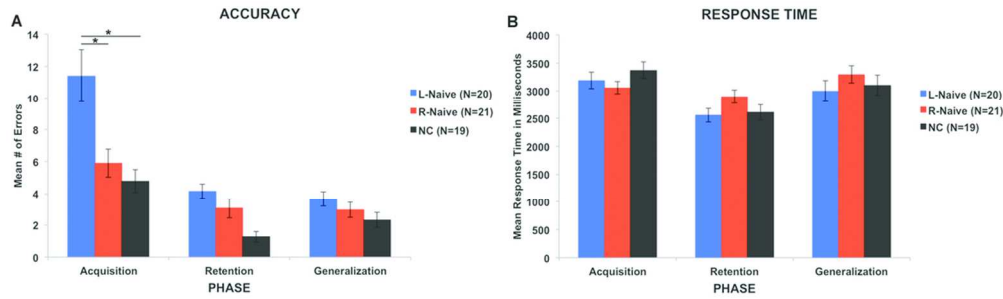 A
ACCURACY
14
12
10
8
6
4
2
0
Mean # of Errors
*
*
L-Naive (N=20)
R-Naive (N=21)
NC (N=19)
Acquisition
Retention
Generalization
PHASE
B
RESPONSE TIME
4000
3500
3000
2500
2000
1500
1000
500
0
Mean Response Time in Milliseconds
L-Naive (N=20)
R-Naive (N=21)
NC (N=19)
Acquisition
Retention
Generalization
PHASE